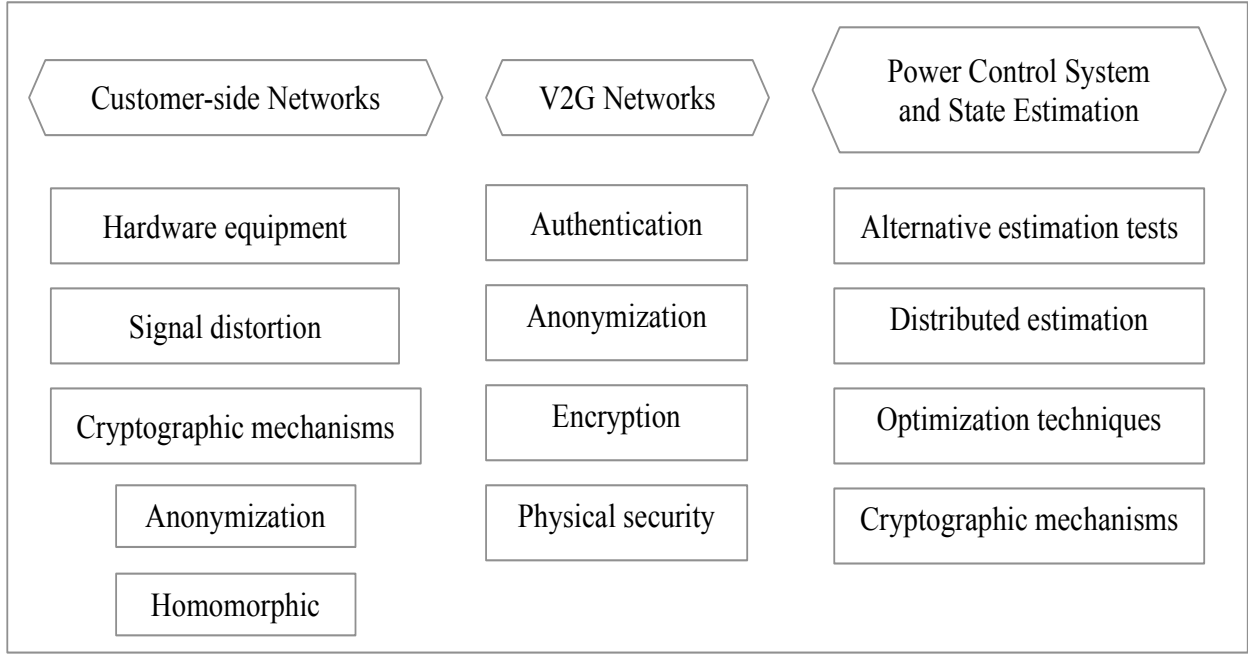 Customer-side Networks
Hardware equipment
Signal distortion
Cryptographic mechanisms
Anonymization
Homomorphic
V2G Networks
Authentication
Anonymization
Encryption
Physical security
Power Control System
and State Estimation
Alternative estimation tests
Distributed estimation
Optimization techniques
Cryptographic mechanisms